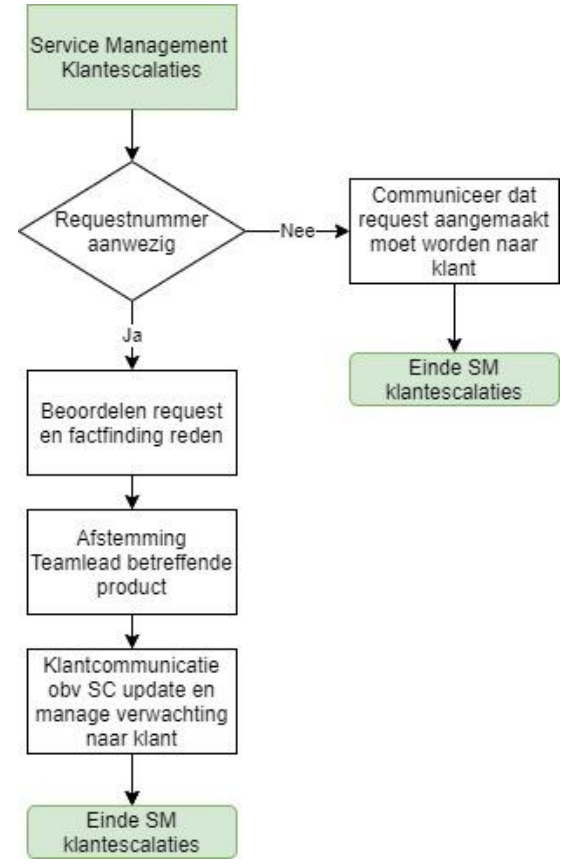 Service Management
Klantescalaties
Requestnummer
aanwezig
Nee
Communiceer dat
request aangemaakt
moet worden naar
klant
Einde SM
klantescalaties
Ja
Beoordelen request
en factfinding reden
Afstemming
Teamlead betreffende
product
Klantcommunicatie
obv SC update en
manage verwachting
naar klant
Einde SM
klantescalaties